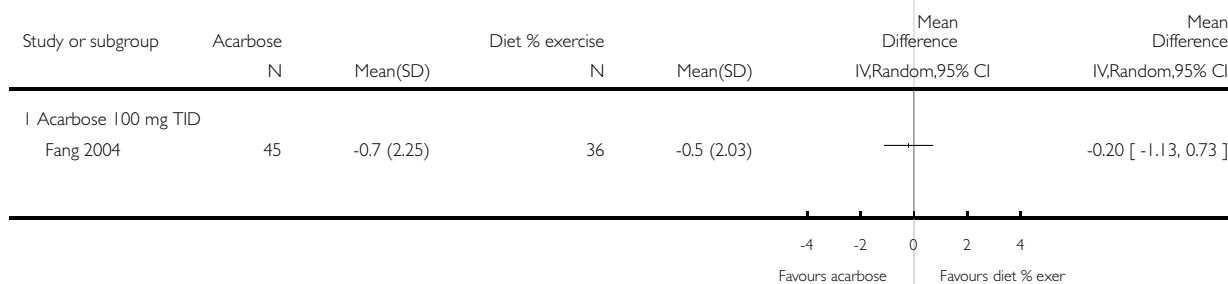 Study or subgroup Acarbose Diet % exercise Mean Difference Mean Difference
N Mean(SD) N Mean(SD) IV,Random,95% CI IV,Random,95% CI
1 Acarbose 100 mg TID
Fang 2004 45 -0.7 (2.25) 36 -0.5 (2.03) -0.20 [ -1.13, 0.73 ]
-4 -2 0 2 4
Favours acarbose Favours diet % exer